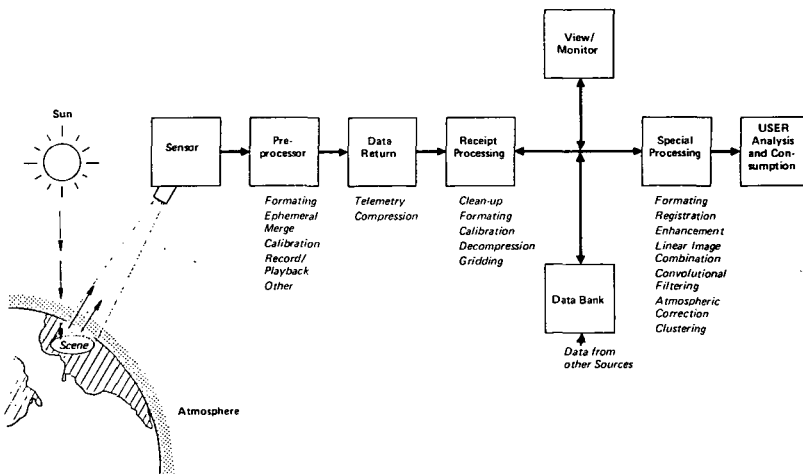 View/
Monitor
Sun
Sensor
Pre-
processor
Data
Return
Receipt
Processing
Special
Processing
USER
Analysis
and Con-
sumption
Formating
Ephemeral
Merge
Calibration
Record/
Playback
Other
Telemetry
Compression
Clean-up
Formating
Calibration
Decompression
Gridding
Formating
Registration
Enhancement
Linear Image
Combination
Convolutional
Filtering
Atmospheric
Correction
Clustering
Data Bank
Data from
other Sources
Scene
Atmosphere